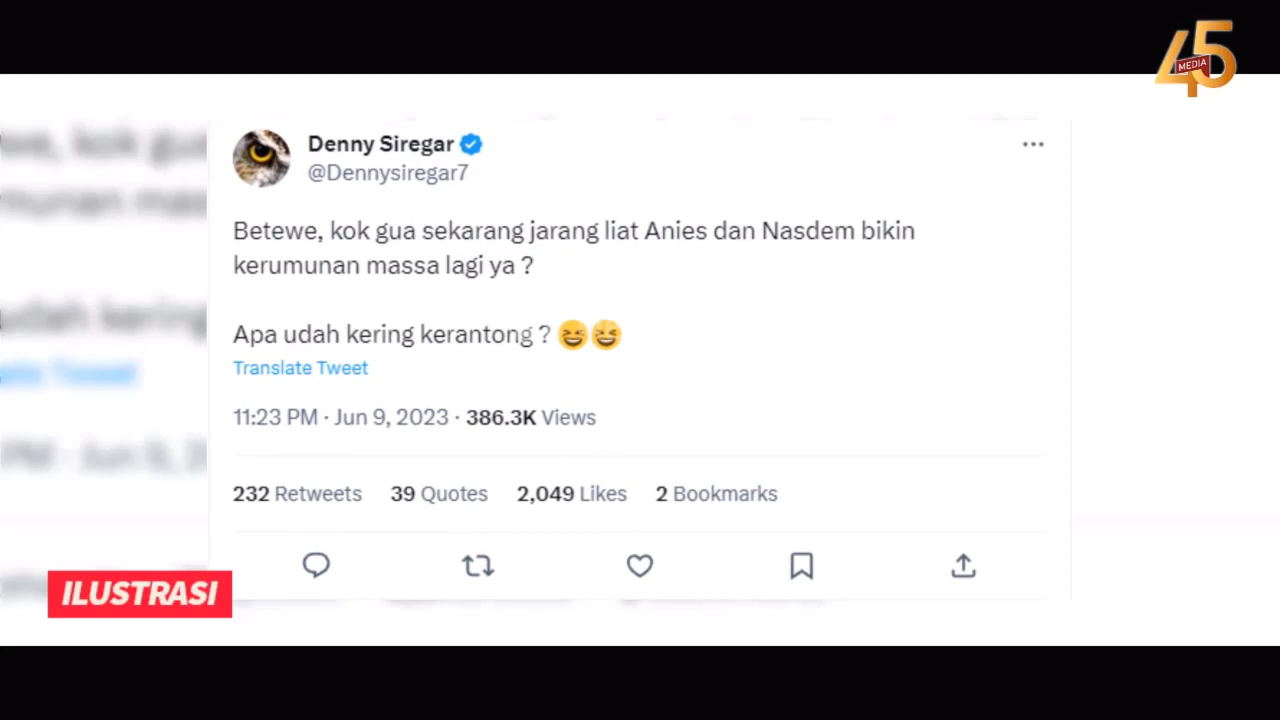 45
MEDIA
Denny Siregar
@Dennysiregar7
Betewe, kok gua sekarang jarang liat Anies dan Nasdem bikin
kerumunan massa lagi ya ?
Apa udah kering kerantong ? 😆😆
Translate Tweet
11:23 PM · Jun 9, 2023 · 386.3K Views
232 Retweets 39 Quotes 2,049 Likes 2 Bookmarks
ILUSTRASI